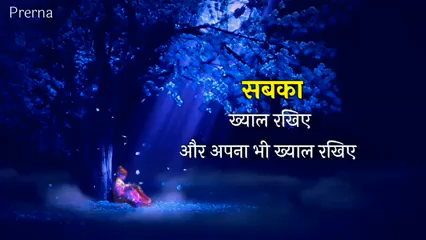 Prerna
सबका
ख्याल रखिए
और अपना भी ख्याल रखिए